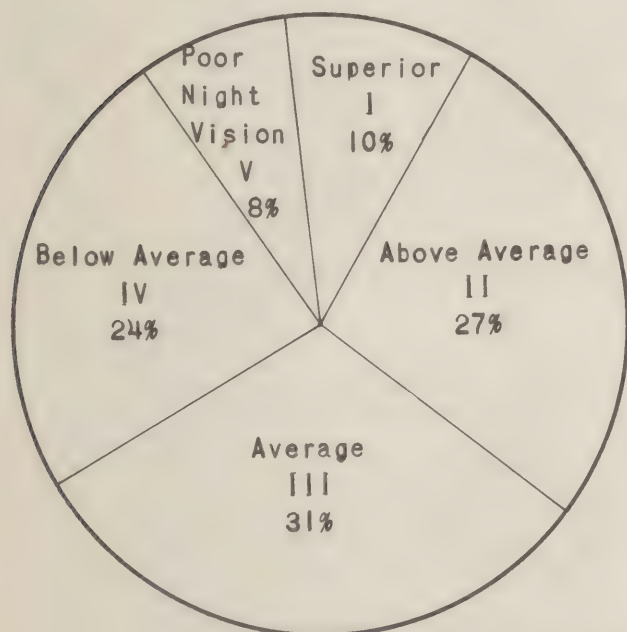 Poor
Night
Vision
V
8%
Superior
I
10%
Above Average
II
27%
Average
III
31%
Below Average
IV
24%